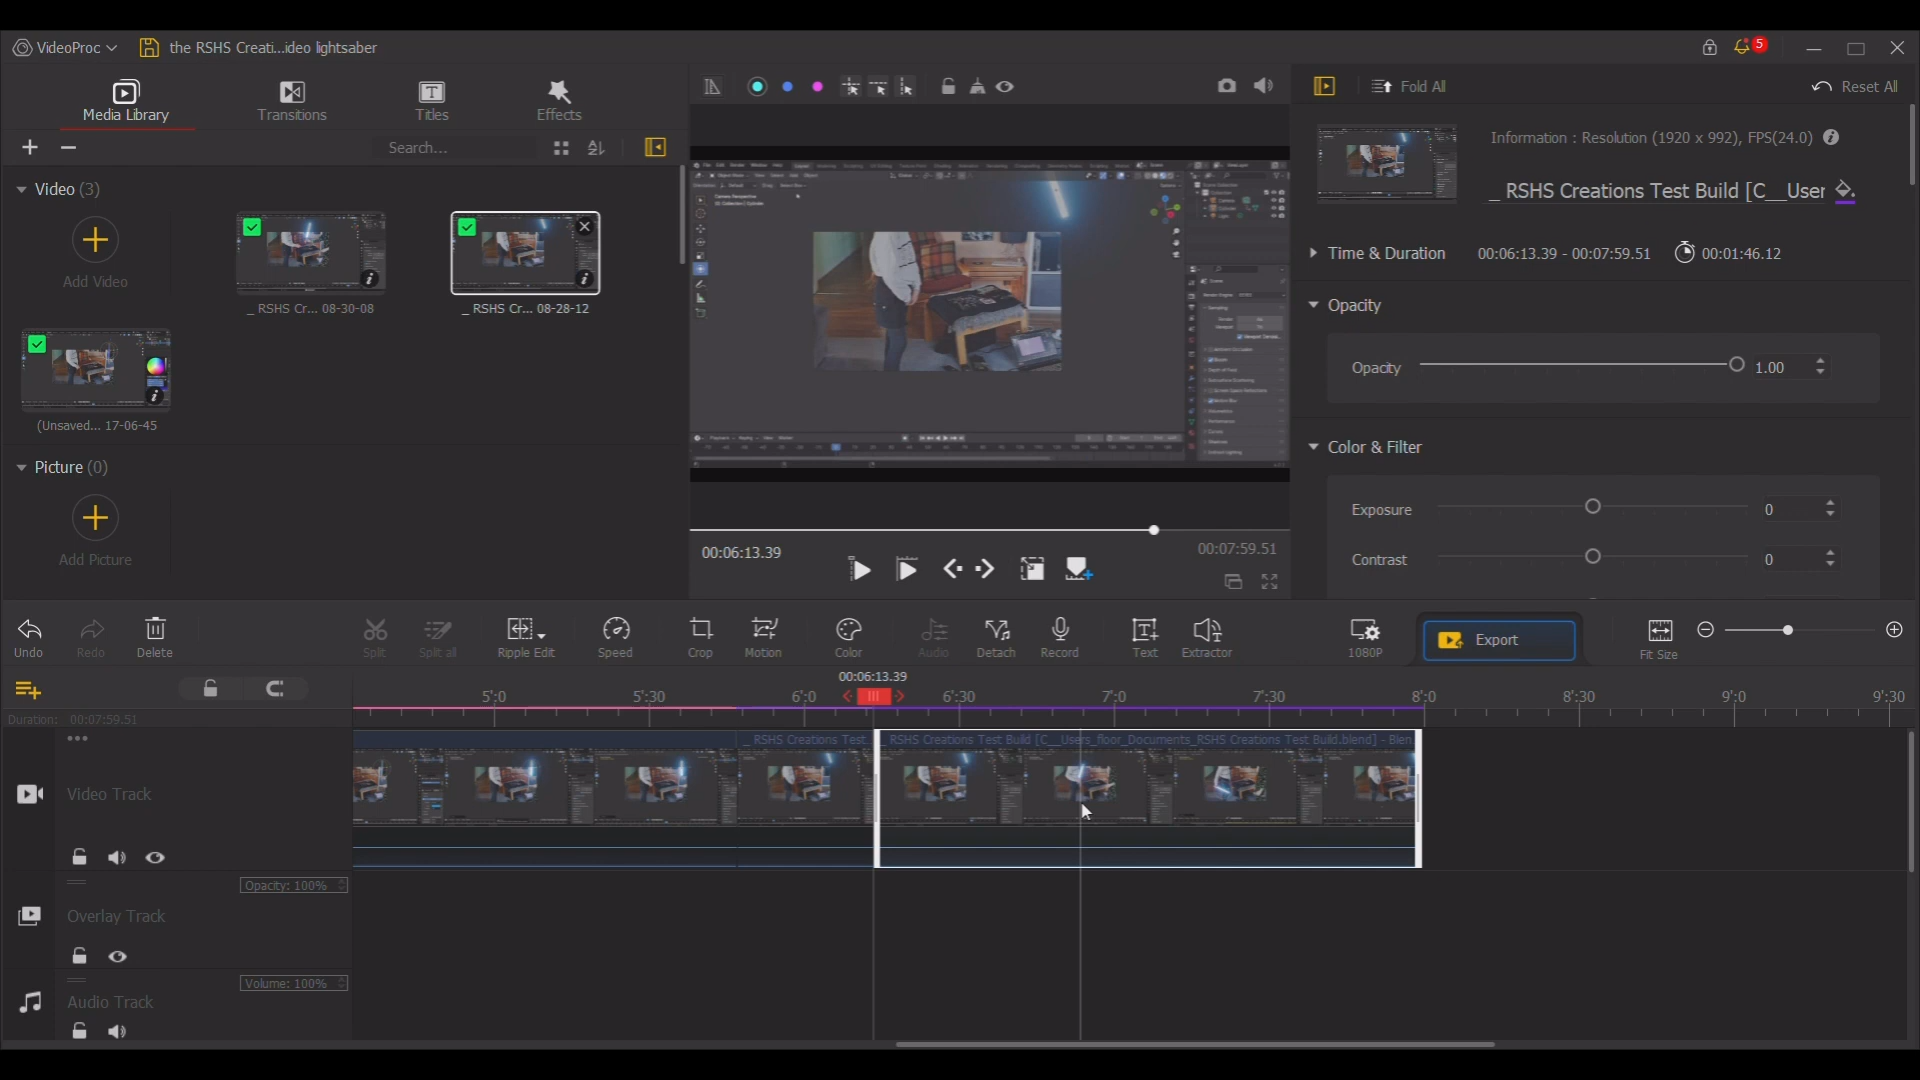 VideoProc
the RSHS Creati...ideo lightsaber
5
Media Library
Transitions
Titles
Effects
Fold All
Reset All
Search...
Information : Resolution (1920 x 992), FPS(24.0)
_ RSHS Creations Test Build [C__User
Video (3)
Add Video
_ RSHS Cr... 08-30-08
_ RSHS Cr... 08-28-12
(Unsaved... 17-06-45
Picture (0)
Add Picture
Time & Duration 00:06:13.39 - 00:07:59.51 00:01:46.12
Opacity
Opacity 1.00
Color & Filter
Exposure 0
Contrast 0
00:06:13.39
00:07:59.51
Undo
Redo
Delete
Split
Split all
Ripple Edit
Speed
Crop
Motion
Color
Audio
Detach
Record
Text
Extractor
1080P
Export
Fit Size
00:06:13.39
5':0 5':30 6':0 6':30 7':0 7':30 8':0 8':30 9':0 9':30
Duration: 00:07:59.51
_ RSHS Creations Test
RSHS Creations Test Build [C__Users_floor_Documents_RSHS Creations Test Build.blend] - Blen
Video Track
Opacity: 100%
Overlay Track
Volume: 100%
Audio Track